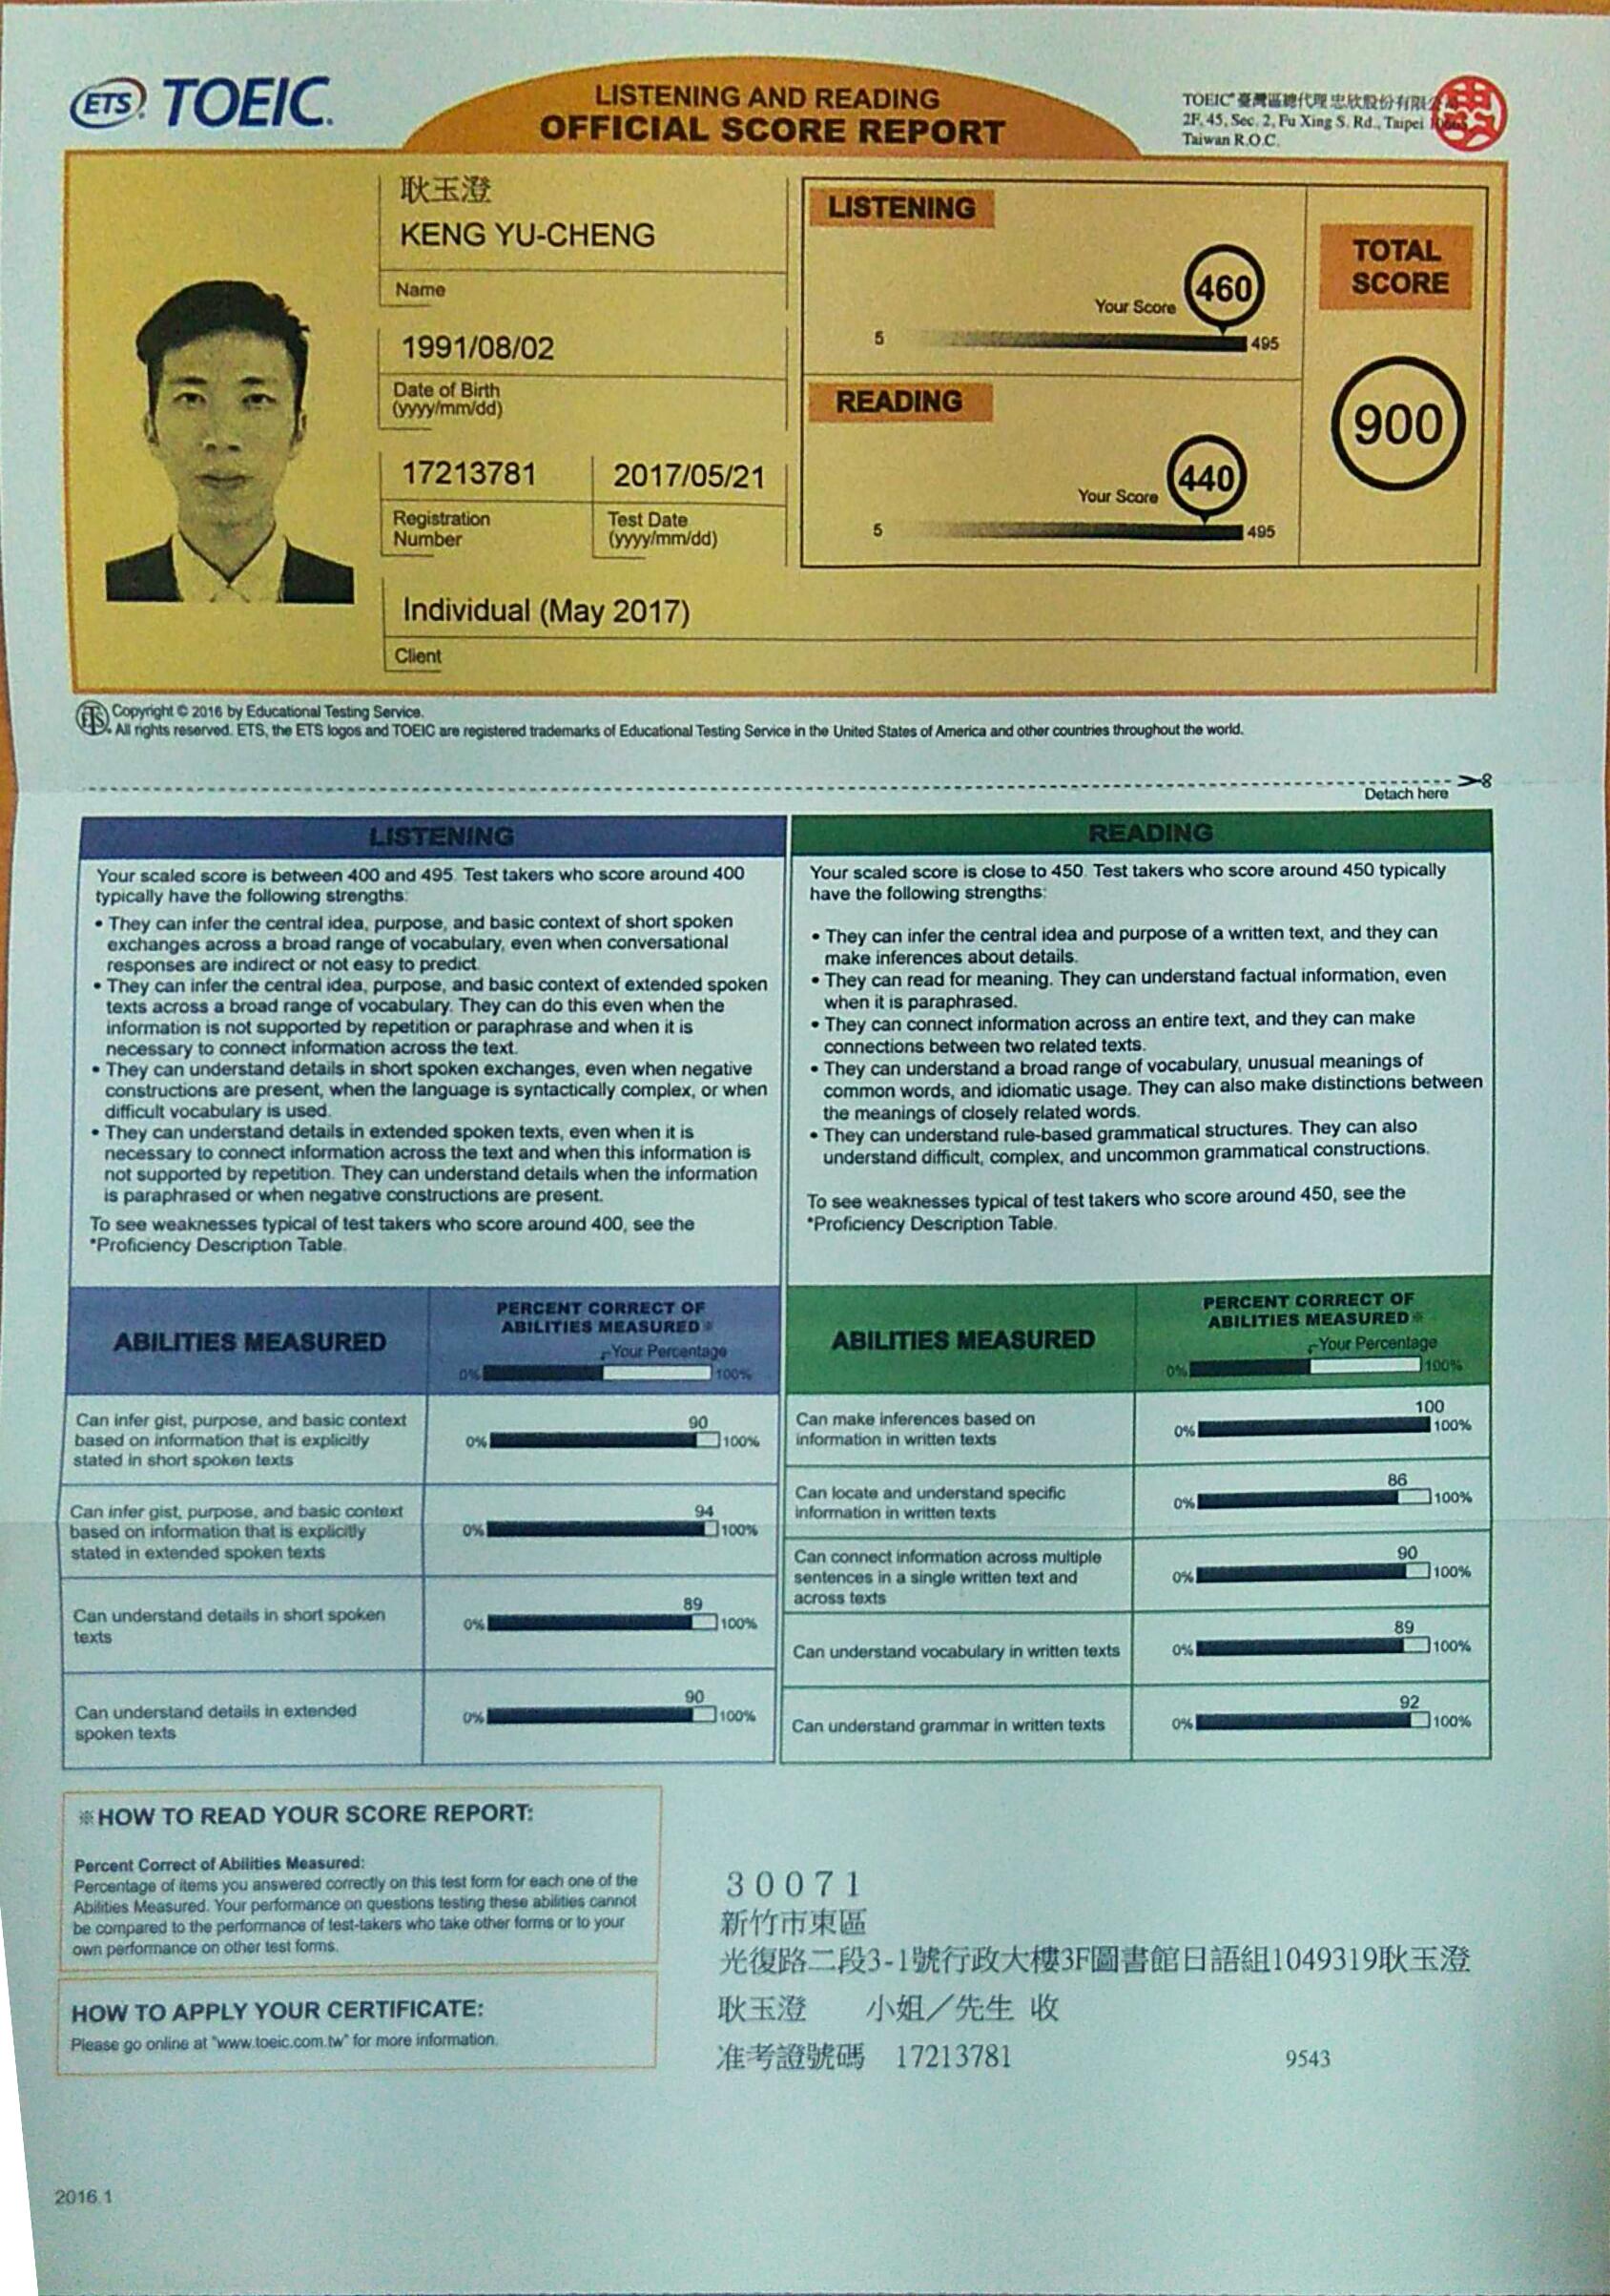 ETS TOEIC.
LISTENING AND READING
OFFICIAL SCORE REPORT
TOEIC® 臺灣區總代理 忠欣股份有限公
2F, 45, Sec. 2, Fu Xing S. Rd., Taipei
Taiwan R.O.C.
耿玉澄
KENG YU-CHENG
Name
1991/08/02
Date of Birth
(yyyy/mm/dd)
17213781
Registration
Number
2017/05/21
Test Date
(yyyy/mm/dd)
Individual (May 2017)
Client
LISTENING
Your Score 460
5 495
READING
Your Score 440
5 495
TOTAL
SCORE
900
Copyright © 2016 by Educational Testing Service.
All rights reserved. ETS, the ETS logos and TOEIC are registered trademarks of Educational Testing Service in the United States of America and other countries throughout the world.
Detach here
LISTENING
Your scaled score is between 400 and 495. Test takers who score around 400
typically have the following strengths:
• They can infer the central idea, purpose, and basic context of short spoken
exchanges across a broad range of vocabulary, even when conversational
responses are indirect or not easy to predict.
• They can infer the central idea, purpose, and basic context of extended spoken
texts across a broad range of vocabulary. They can do this even when the
information is not supported by repetition or paraphrase and when it is
necessary to connect information across the text.
• They can understand details in short spoken exchanges, even when negative
constructions are present, when the language is syntactically complex, or when
difficult vocabulary is used.
• They can understand details in extended spoken texts, even when it is
necessary to connect information across the text and when this information is
not supported by repetition. They can understand details when the information
is paraphrased or when negative constructions are present.
To see weaknesses typical of test takers who score around 400, see the
*Proficiency Description Table.
READING
Your scaled score is close to 450. Test takers who score around 450 typically
have the following strengths:
• They can infer the central idea and purpose of a written text, and they can
make inferences about details.
• They can read for meaning. They can understand factual information, even
when it is paraphrased.
• They can connect information across an entire text, and they can make
connections between two related texts.
• They can understand a broad range of vocabulary, unusual meanings of
common words, and idiomatic usage. They can also make distinctions between
the meanings of closely related words.
• They can understand rule-based grammatical structures. They can also
understand difficult, complex, and uncommon grammatical constructions.
To see weaknesses typical of test takers who score around 450, see the
*Proficiency Description Table.
ABILITIES MEASURED
PERCENT CORRECT OF
ABILITIES MEASURED※
Your Percentage
0% 100%
Can infer gist, purpose, and basic context
based on information that is explicitly
stated in short spoken texts
90
0% 100%
Can infer gist, purpose, and basic context
based on information that is explicitly
stated in extended spoken texts
94
0% 100%
Can understand details in short spoken
texts
89
0% 100%
Can understand details in extended
spoken texts
90
0% 100%
ABILITIES MEASURED
PERCENT CORRECT OF
ABILITIES MEASURED※
Your Percentage
0% 100%
Can make inferences based on
information in written texts
100
0% 100%
Can locate and understand specific
information in written texts
86
0% 100%
Can connect information across multiple
sentences in a single written text and
across texts
90
0% 100%
Can understand vocabulary in written texts
89
0% 100%
Can understand grammar in written texts
92
0% 100%
※HOW TO READ YOUR SCORE REPORT:
Percent Correct of Abilities Measured:
Percentage of items you answered correctly on this test form for each one of the
Abilities Measured. Your performance on questions testing these abilities cannot
be compared to the performance of test-takers who take other forms or to your
own performance on other test forms.
HOW TO APPLY YOUR CERTIFICATE:
Please go online at "www.toeic.com.tw" for more information.
30071
新竹市東區
光復路二段3-1號行政大樓3F圖書館日語組1049319耿玉澄
耿玉澄 小姐／先生 收
准考證號碼 17213781 9543
2016.1